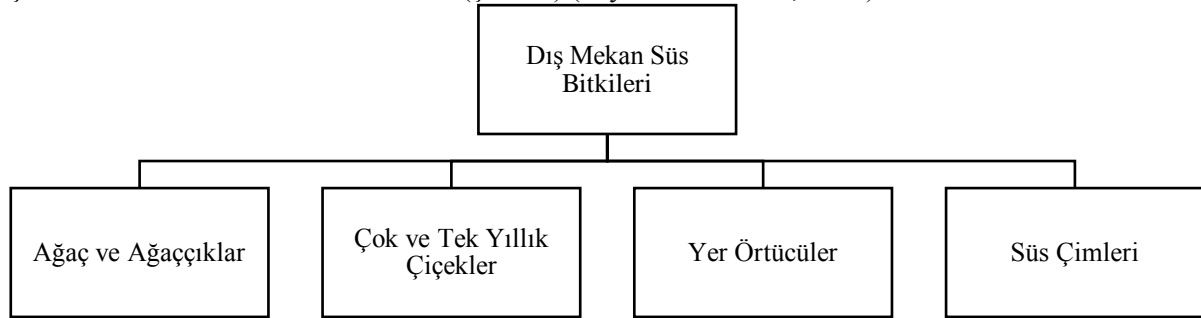 Dış Mekan Süs
Bitkileri
Ağaç ve Ağaççıklar
Çok ve Tek Yıllık
Çiçekler
Yer Örtücüler
Süs Çimleri